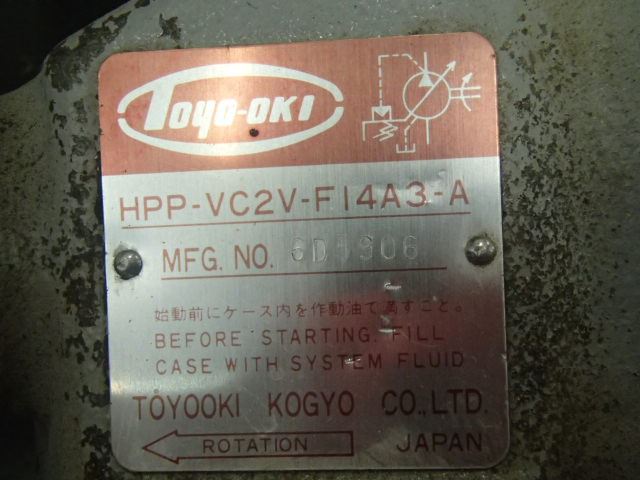 TOYO-OKI
HPP-VC2V-F14A3-A
MFG. NO. 6D5906
始動前にケース内を作動油で満すこと。
BEFORE STARTING. FILL
CASE WITH SYSTEM FLUID
TOYOOKI KOGYO CO.,LTD.
ROTATION JAPAN